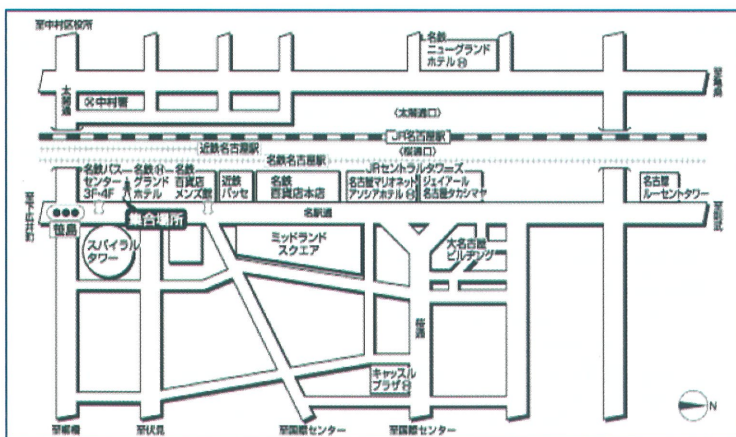 至中村区役所
名鉄
ニューグランド
ホテルⒽ
太閤通
⊗中村署
至亀島
〈太閤通口〉
JR名古屋駅
近鉄名古屋駅
〈桜通口〉
名鉄名古屋駅
名鉄バス
センター
3F・4F
名鉄Ⓗ
グランド
ホテル
名鉄
百貨店
メンズ館
近鉄
パッセ
名鉄
百貨店本店
JRセントラルタワーズ
名古屋マリオネット
アソシアホテルⒽ
ジェイアール
名古屋タカシマヤ
名古屋
ルーセントタワー
至下広井町
笹島
集合場所
名駅通
スパイラル
タワー
ミッドランド
スクエア
大名古屋
ビルヂング
桜通
キャッスル
プラザⒽ
N
至柳橋
至伏見
至国際センター
至国際センター